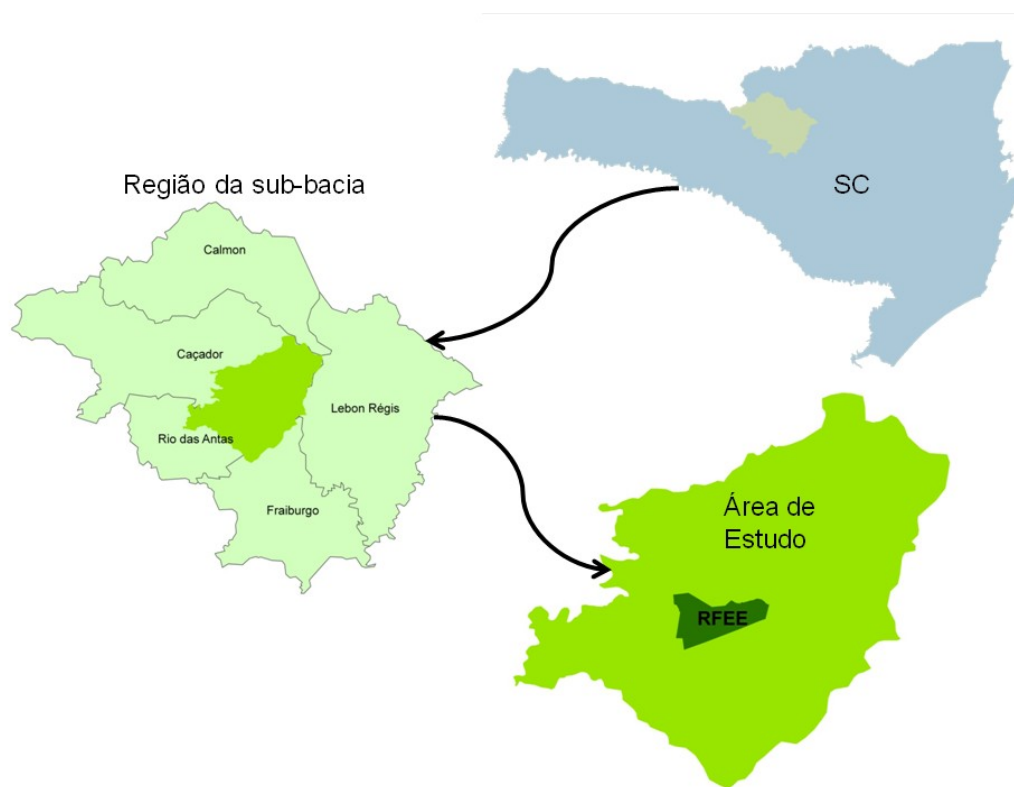 SC
Região da sub-bacia
Calmon
Caçador
Lebon Régis
Rio das Antas
Fraiburgo
Área de
Estudo
RFEE